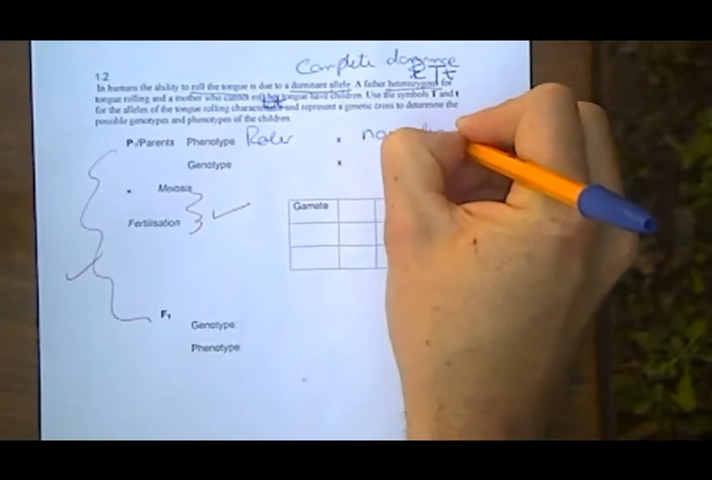 Complete dominance
Tt
1.2
In humans the ability to roll the tongue is due to a dominant allele. A father heterozygous for
tongue rolling and a mother who cannot roll her tongue have children. Use the symbols T and t
tt
for the alleles of the tongue rolling characteristic and represent a genetic cross to determine the
possible genotypes and phenotypes of the children.
P₁/Parents Phenotype Roller x non
Genotype x
Meiosis
Gamete
Fertilisation
F₁
Genotype:
Phenotype: